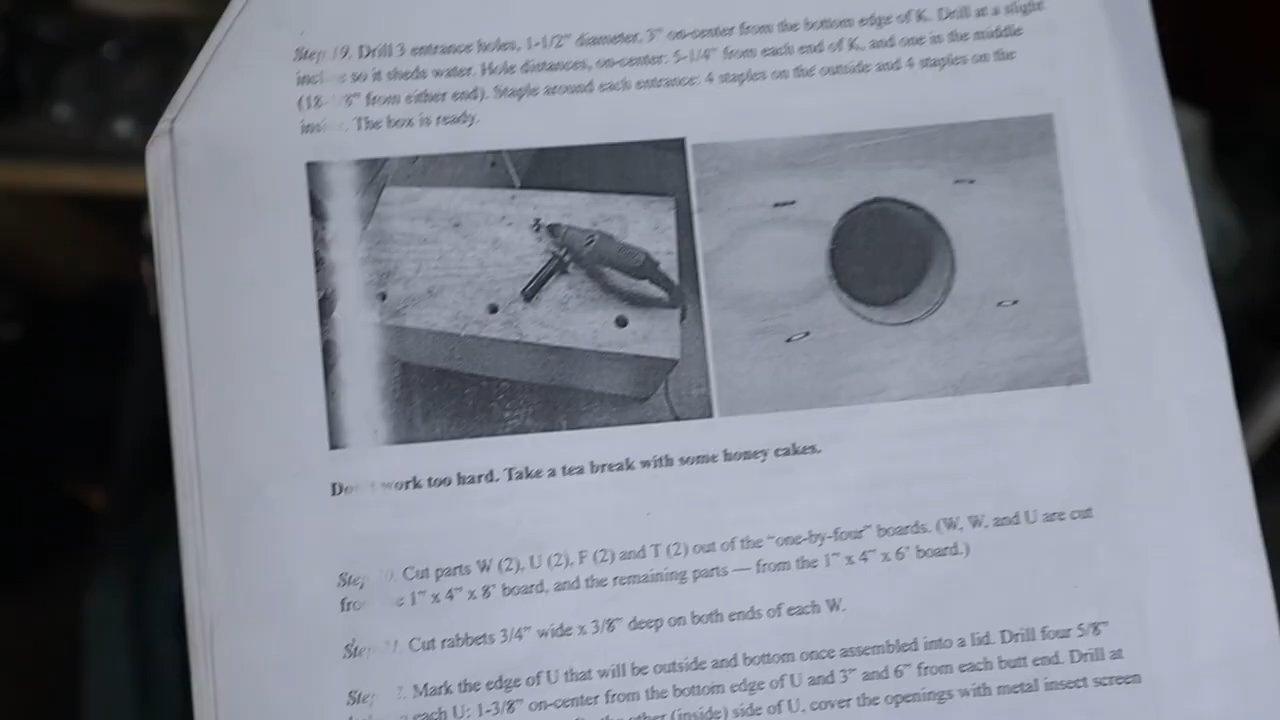 Step 19. Drill 3 entrance holes, 1-1/2" diameter, 3" on-center from the bottom edge of K. Drill at a slight
so it sheds water. Hole distances, on-center: 5-1/4" from each end of K, and one in the middle
from either end). Staple around each entrance: 4 staples on the outside and 4 staples on the
The box is ready.
work too hard. Take a tea break with some honey cakes.
Cut parts W (2), U (2), F (2) and T (2) out of the "one-by-four" boards. (W, W, and U are cut
1" x 4" x 8' board, and the remaining parts — from the 1" x 4" x 6' board.)
Cut rabbets 3/4" wide x 3/8" deep on both ends of each W.
Mark the edge of U that will be outside and bottom once assembled into a lid. Drill four 5/8"
each U: 1-3/8" on-center from the bottom edge of U and 3" and 6" from each butt end. Drill at
other (inside) side of U, cover the openings with metal insect screen